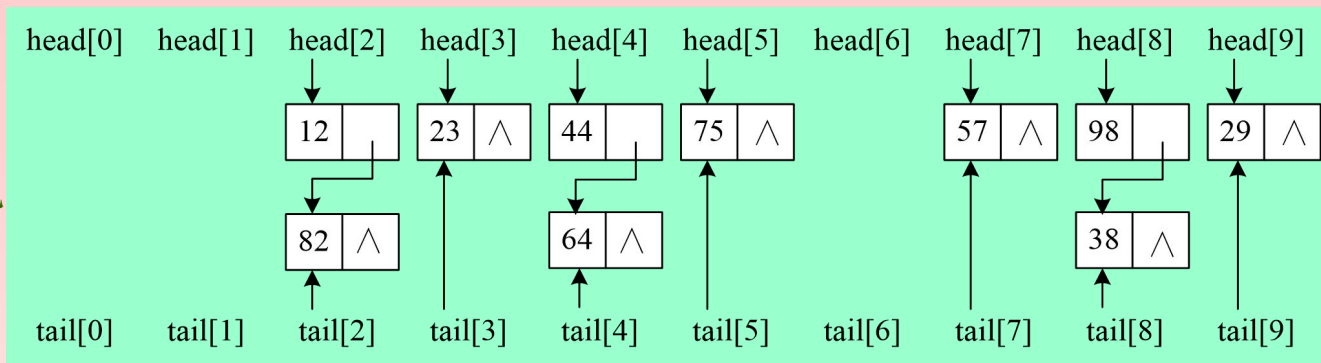 head[0] head[1] head[2] head[3] head[4] head[5] head[6] head[7] head[8] head[9]
12 23 ∧ 44 75 ∧ 57 ∧ 98 29 ∧
82 ∧ 64 ∧ 38 ∧
tail[0] tail[1] tail[2] tail[3] tail[4] tail[5] tail[6] tail[7] tail[8] tail[9]